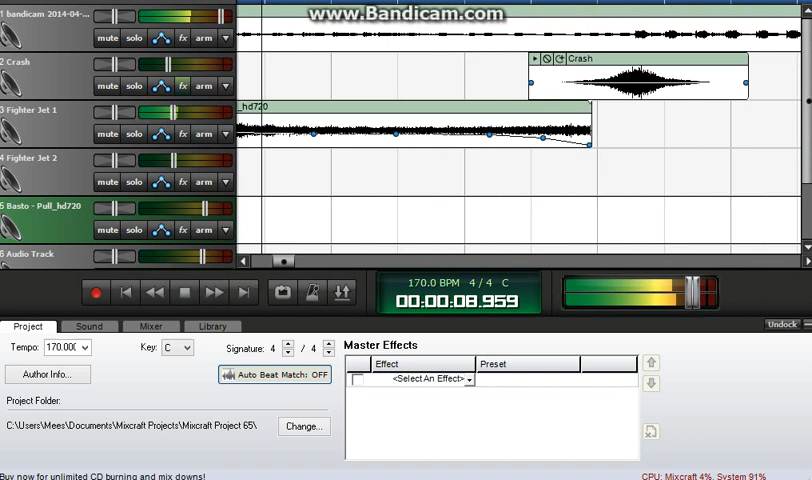 www.Bandicam.com
1 bandicam 2014-04-...
mute solo fx arm
2 Crash
Crash
mute solo fx arm
3 Fighter Jet 1
_hd720
mute solo fx arm
4 Fighter Jet 2
mute solo fx arm
5 Basto - Pull_hd720
mute solo fx arm
6 Audio Track
170.0 BPM 4 / 4 C
00:00:08.959
Project Sound Mixer Library
Undock
Tempo: 170.00( Key: C Signature: 4 / 4
Master Effects
Effect Preset
Author Info... Auto Beat Match: OFF
<Select An Effect>
Project Folder:
C:\Users\Mees\Documents\Mixcraft Projects\Mixcraft Project 65\ Change...
Buy now for unlimited CD burning and mix downs!
CPU: Mixcraft 4%, System 91%